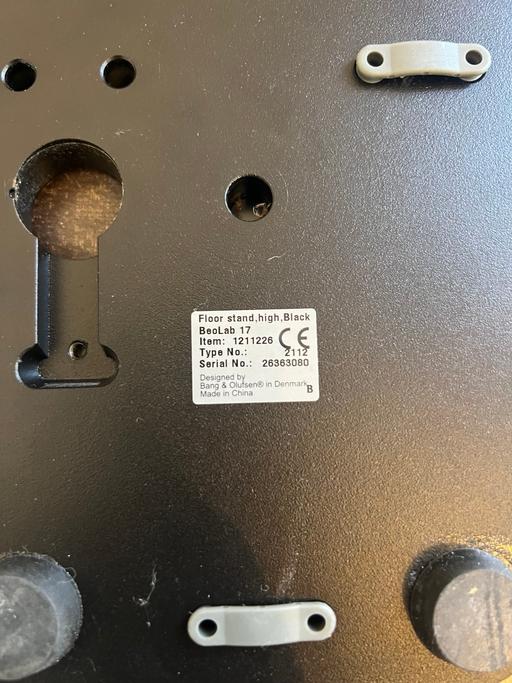 Floor stand,high,Black
BeoLab 17
Item: 1211226 CE
Type No.: 2112
Serial No.: 26363080
Designed by
Bang & Olufsen® in Denmark
Made in China B